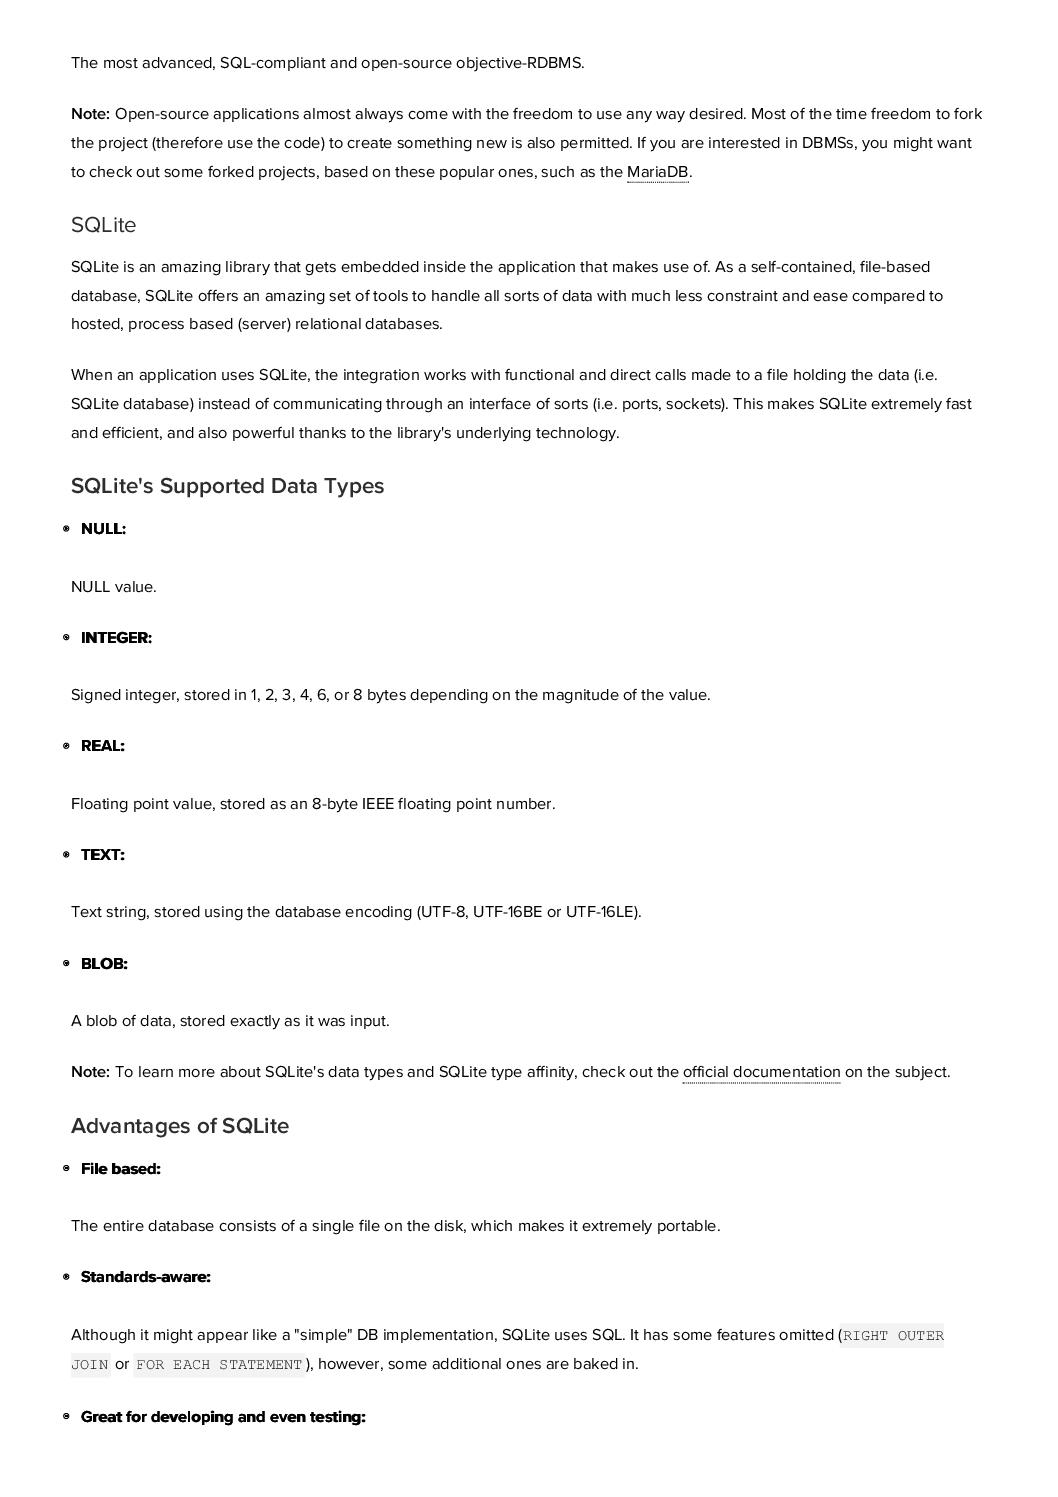 The most advanced, SQL-compliant and open-source objective-RDBMS.
Note: Open-source applications almost always come with the freedom to use any way desired. Most of the time freedom to fork
the project (therefore use the code) to create something new is also permitted. If you are interested in DBMSs, you might want
to check out some forked projects, based on these popular ones, such as the MariaDB.
SQLite
SQLite is an amazing library that gets embedded inside the application that makes use of. As a self-contained, file-based
database, SQLite offers an amazing set of tools to handle all sorts of data with much less constraint and ease compared to
hosted, process based (server) relational databases.
When an application uses SQLite, the integration works with functional and direct calls made to a file holding the data (i.e.
SQLite database) instead of communicating through an interface of sorts (i.e. ports, sockets). This makes SQLite extremely fast
and efficient, and also powerful thanks to the library's underlying technology.
SQLite's Supported Data Types
• NULL:
NULL value.
• INTEGER:
Signed integer, stored in 1, 2, 3, 4, 6, or 8 bytes depending on the magnitude of the value.
• REAL:
Floating point value, stored as an 8-byte IEEE floating point number.
• TEXT:
Text string, stored using the database encoding (UTF-8, UTF-16BE or UTF-16LE).
• BLOB:
A blob of data, stored exactly as it was input.
Note: To learn more about SQLite's data types and SQLite type affinity, check out the official documentation on the subject.
Advantages of SQLite
• File based:
The entire database consists of a single file on the disk, which makes it extremely portable.
• Standards-aware:
Although it might appear like a "simple" DB implementation, SQLite uses SQL. It has some features omitted (RIGHT OUTER
JOIN or FOR EACH STATEMENT), however, some additional ones are baked in.
• Great for developing and even testing: